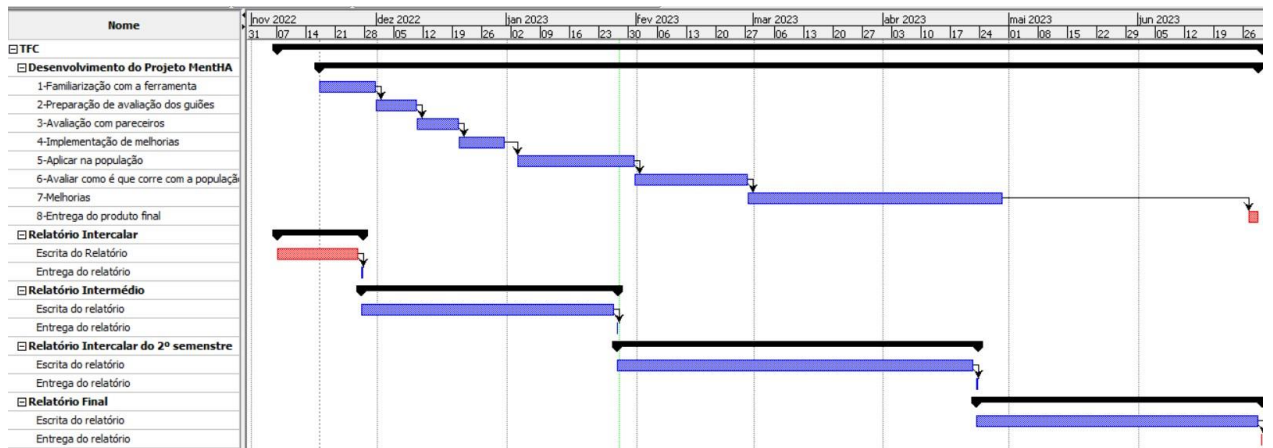 Nome
nov 2022 dez 2022 jan 2023 fev 2023 mar 2023 abr 2023 mai 2023 jun 2023
31 07 14 21 28 05 12 19 26 02 09 16 23 30 06 13 20 27 06 13 20 27 03 10 17 24 01 08 15 22 29 05 12 19 26
TFC
Desenvolvimento do Projeto MentHA
1-Familiarização com a ferramenta
2-Preparação de avaliação dos guiões
3-Avaliação com pareceiros
4-Implementação de melhorias
5-Aplicar na população
6-Avaliar como é que corre com a populaçã
7-Melhorias
8-Entrega do produto final
Relatório Intercalar
Escrita do Relatório
Entrega do relatório
Relatório Intermédio
Escrita do relatório
Entrega do relatório
Relatório Intercalar do 2º semenstre
Escrita do relatório
Entrega do relatório
Relatório Final
Escrita do relatório
Entrega do relatório